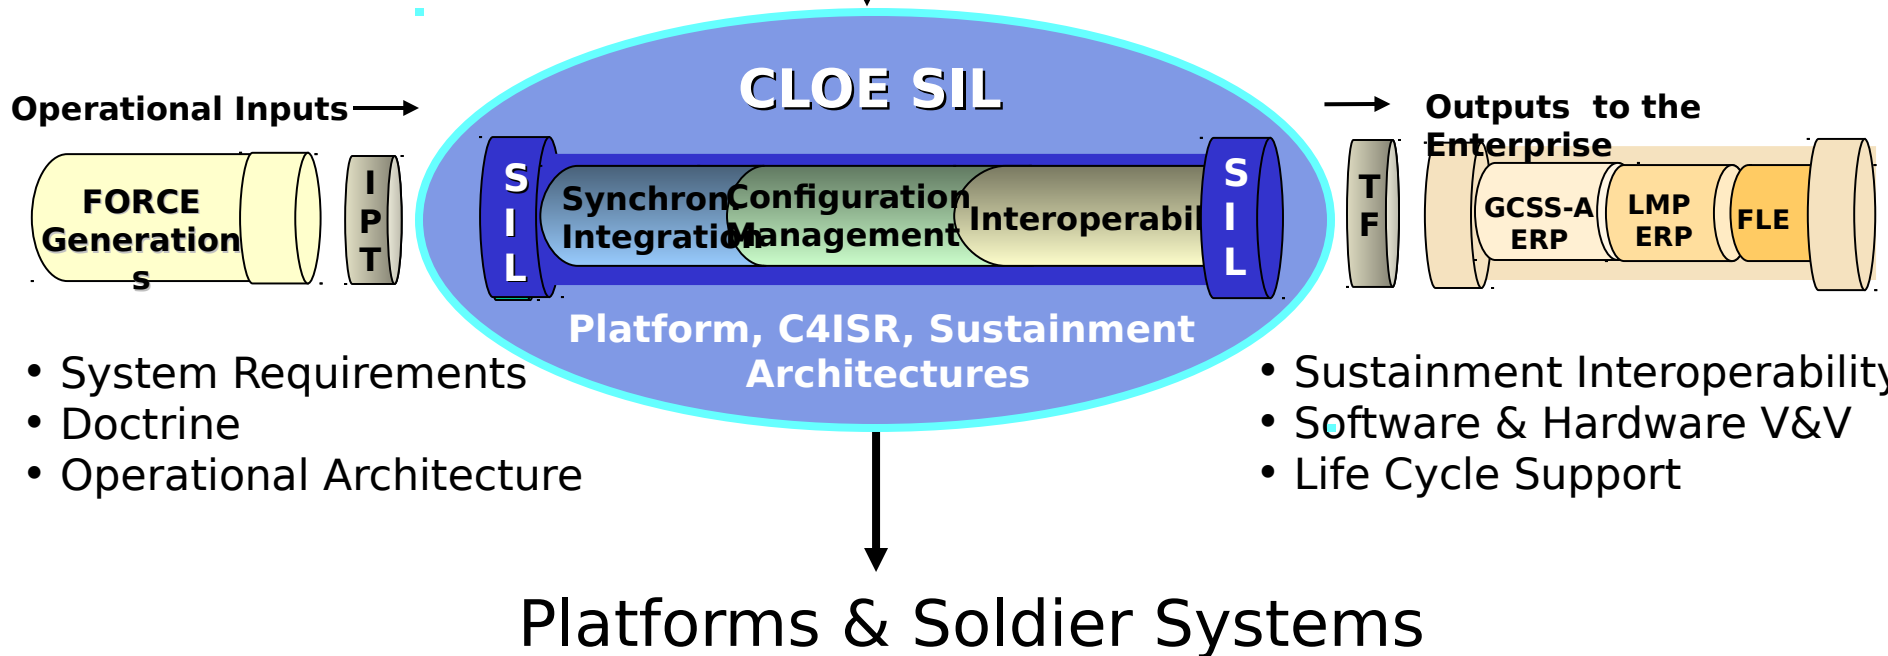 CLOE SIL
Operational Inputs
Outputs to the
Enterprise
FORCE
Generation
s
I
P
T
S
I
L
Synchron.
Integration
Configuration
Management
Interoperabil
S
I
L
T
F
GCSS-A
ERP
LMP
ERP
FLE
Platform, C4ISR, Sustainment
Architectures
• System Requirements
• Doctrine
• Operational Architecture
• Sustainment Interoperability
• Software & Hardware V&V
• Life Cycle Support
Platforms & Soldier Systems